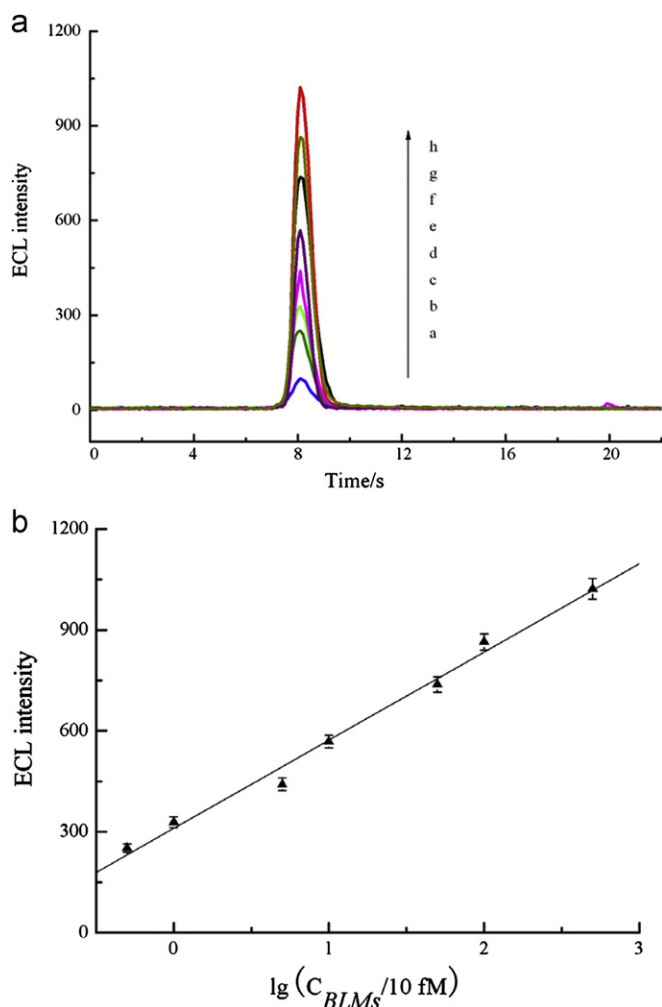 a
1200
900
600
300
0
ECL intensity
h
g
f
e
d
c
b
a
0 4 8 12 16 20
Time/s
b
1200
900
600
300
0
ECL intensity
0 1 2 3
lg (C_BLMs/10 fM)